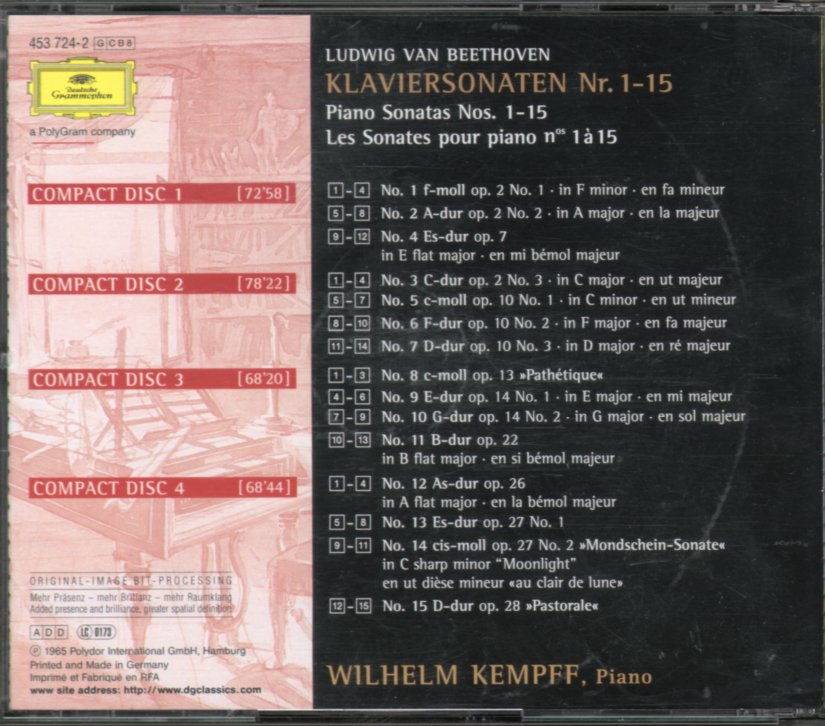 453 724-2 GCB8
Deutsche
Grammophon
a PolyGram company
LUDWIG VAN BEETHOVEN
KLAVIERSONATEN Nr. 1–15
Piano Sonatas Nos. 1–15
Les Sonates pour piano nos 1 à 15
COMPACT DISC 1 [72'58]
1–4 No. 1 f-moll op. 2 No. 1 · in F minor · en fa mineur
5–8 No. 2 A-dur op. 2 No. 2 · in A major · en la majeur
9–12 No. 4 Es-dur op. 7
in E flat major · en mi bémol majeur
COMPACT DISC 2 [78'22]
1–4 No. 3 C-dur op. 2 No. 3 · in C major · en ut majeur
5–7 No. 5 c-moll op. 10 No. 1 · in C minor · en ut mineur
8–10 No. 6 F-dur op. 10 No. 2 · in F major · en fa majeur
11–14 No. 7 D-dur op. 10 No. 3 · in D major · en ré majeur
COMPACT DISC 3 [68'20]
1–3 No. 8 c-moll op. 13 »Pathétique«
4–6 No. 9 E-dur op. 14 No. 1 · in E major · en mi majeur
7–9 No. 10 G-dur op. 14 No. 2 · in G major · en sol majeur
10–13 No. 11 B-dur op. 22
in B flat major · en si bémol majeur
COMPACT DISC 4 [68'44]
1–4 No. 12 As-dur op. 26
in A flat major · en la bémol majeur
5–8 No. 13 Es-dur op. 27 No. 1
9–11 No. 14 cis-moll op. 27 No. 2 »Mondschein-Sonate«
in C sharp minor "Moonlight"
en ut dièse mineur «au clair de lune»
12–15 No. 15 D-dur op. 28 »Pastorale«
ORIGINAL-IMAGE BIT-PROCESSING
Mehr Präsenz – mehr Brillanz – mehr Raumklang
Added presence and brilliance, greater spatial definition
ADD LC 0173
℗ 1965 Polydor International GmbH, Hamburg
Printed and Made in Germany
Imprimé et Fabriqué en RFA
www site address: http://www.dgclassics.com
WILHELM KEMPFF, Piano